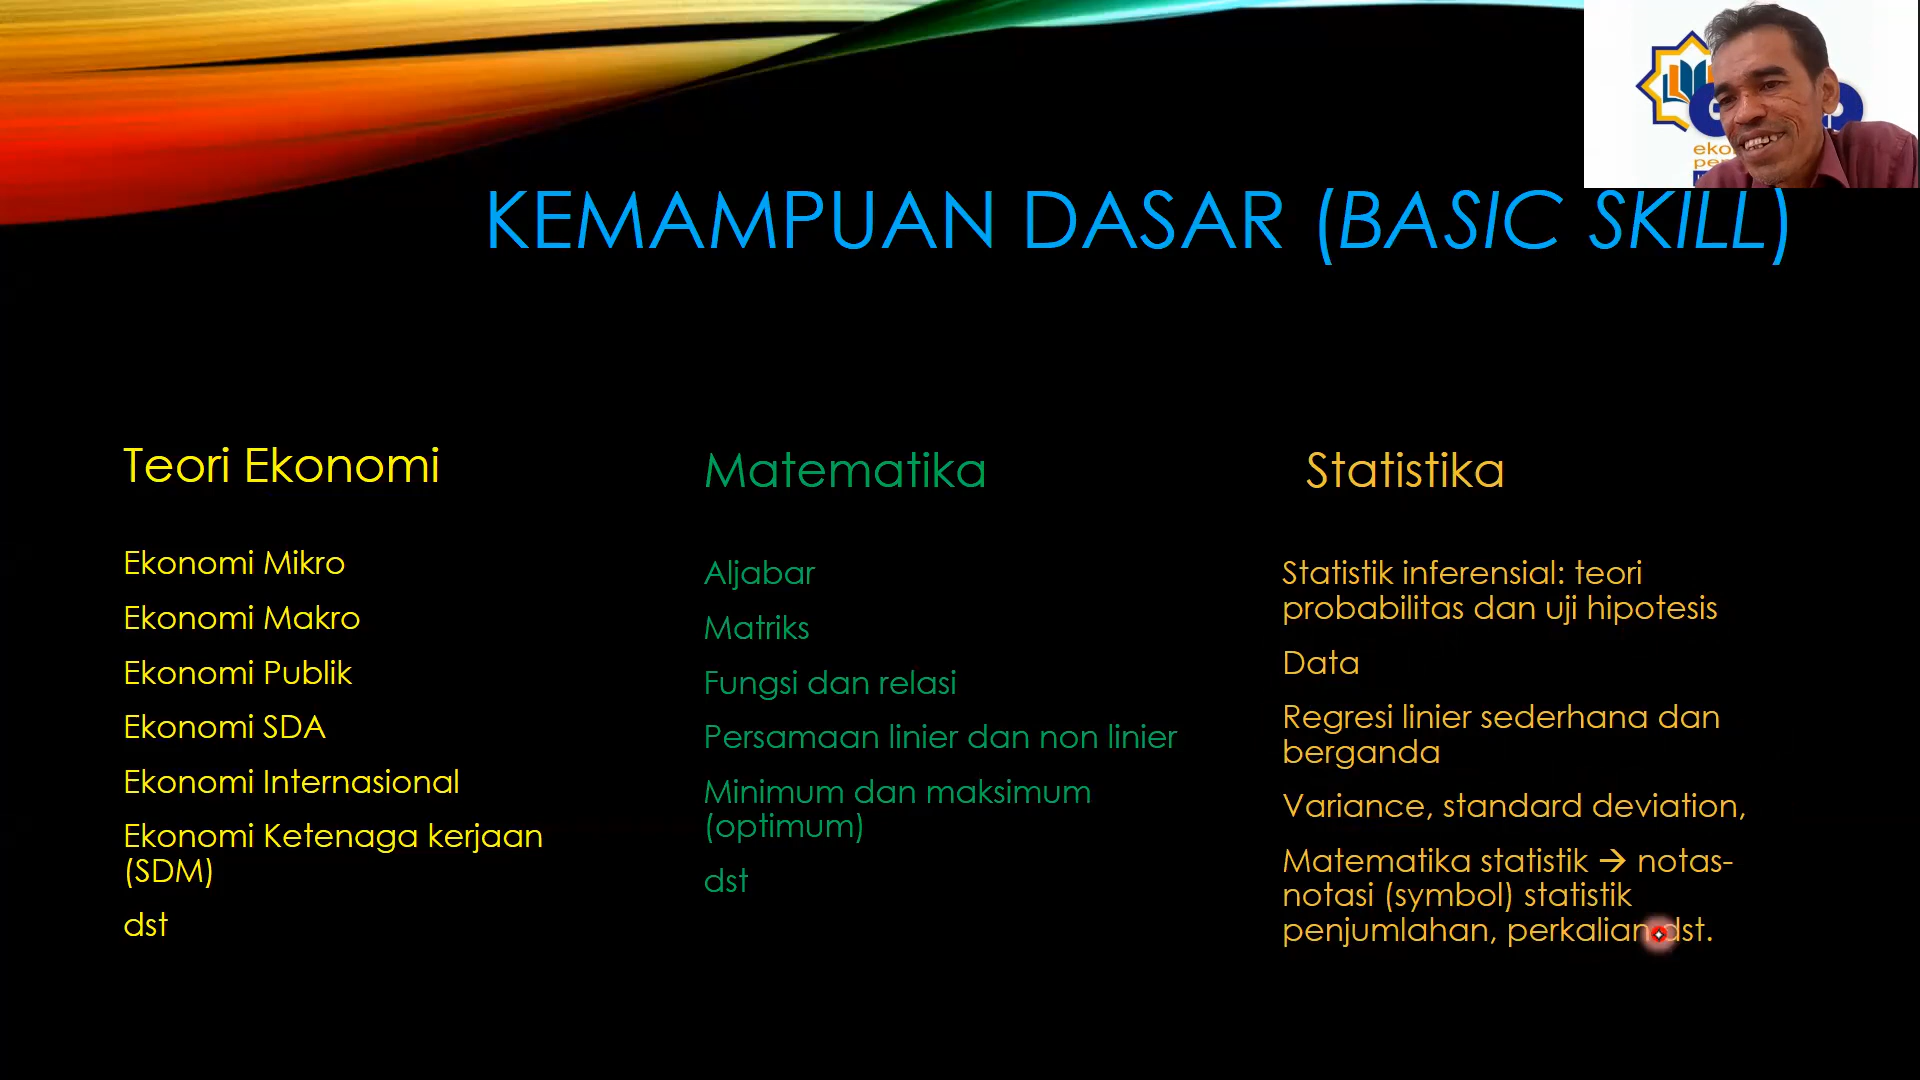 KEMAMPUAN DASAR (BASIC SKILL)
Teori Ekonomi
Ekonomi Mikro
Ekonomi Makro
Ekonomi Publik
Ekonomi SDA
Ekonomi Internasional
Ekonomi Ketenaga kerjaan
(SDM)
dst
Matematika
Aljabar
Matriks
Fungsi dan relasi
Persamaan linier dan non linier
Minimum dan maksimum
(optimum)
dst
Statistika
Statistik inferensial: teori
probabilitas dan uji hipotesis
Data
Regresi linier sederhana dan
berganda
Variance, standard deviation,
Matematika statistik → notas-
notasi (symbol) statistik
penjumlahan, perkalian dst.